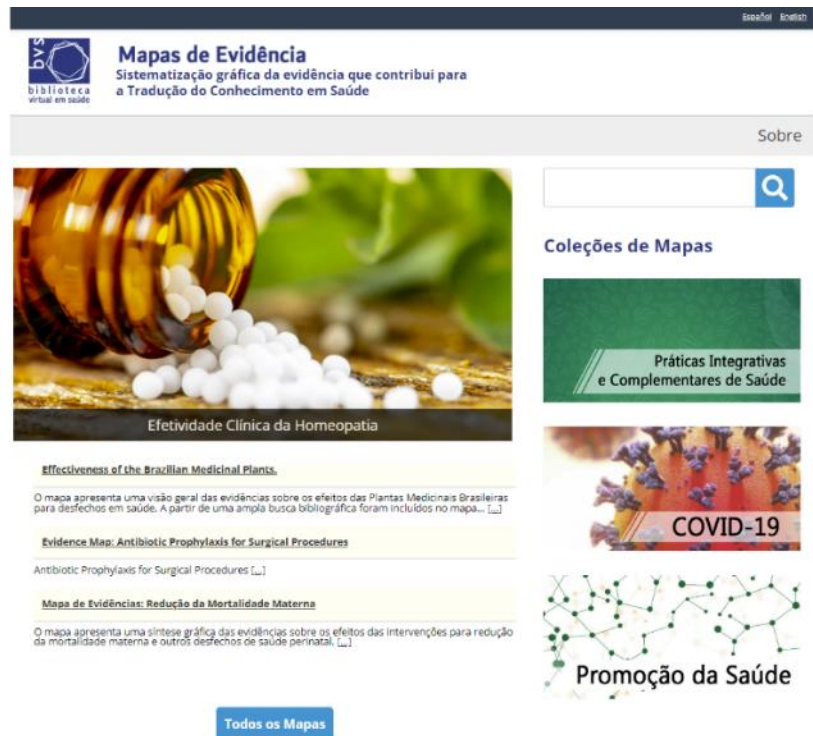 Español English
bvs
biblioteca
virtual em saúde
Mapas de Evidência
Sistematização gráfica da evidência que contribui para
a Tradução do Conhecimento em Saúde
Sobre
Efetividade Clínica da Homeopatia
Effectiveness of the Brazilian Medicinal Plants.
O mapa apresenta uma visão geral das evidências sobre os efeitos das Plantas Medicinais Brasileiras
para desfechos em saúde. A partir de uma ampla busca bibliográfica foram incluídos no mapa... [...]
Evidence Map: Antibiotic Prophylaxis for Surgical Procedures
Antibiotic Prophylaxis for Surgical Procedures [...]
Mapa de Evidências: Redução da Mortalidade Materna
O mapa apresenta uma síntese gráfica das evidências sobre os efeitos das intervenções para redução
da mortalidade materna e outros desfechos de saúde perinatal. [...]
Todos os Mapas
Coleções de Mapas
Práticas Integrativas
e Complementares de Saúde
COVID-19
Promoção da Saúde